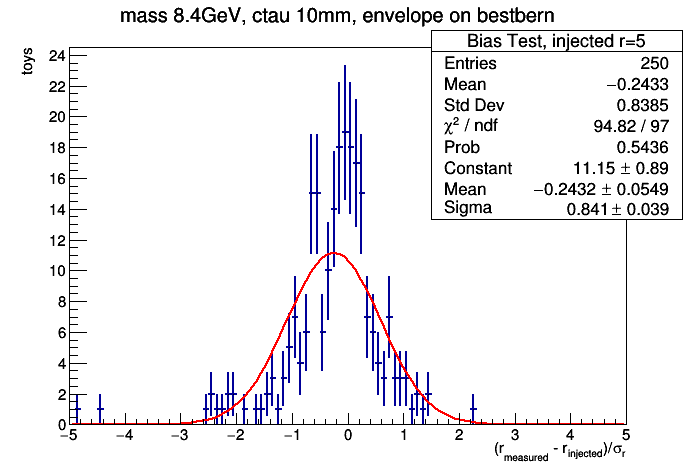 mass 8.4GeV, ctau 10mm, envelope on bestbern
Bias Test, injected r=5
Entries 250
Mean −0.2433
Std Dev 0.8385
χ² / ndf 94.82 / 97
Prob 0.5436
Constant 11.15 ± 0.89
Mean −0.2432 ± 0.0549
Sigma 0.841 ± 0.039
toys
24
22
20
18
16
14
12
10
8
6
4
2
0
−5 −4 −3 −2 −1 0 1 2 3 4 5
(r_measured - r_injected)/σ_r